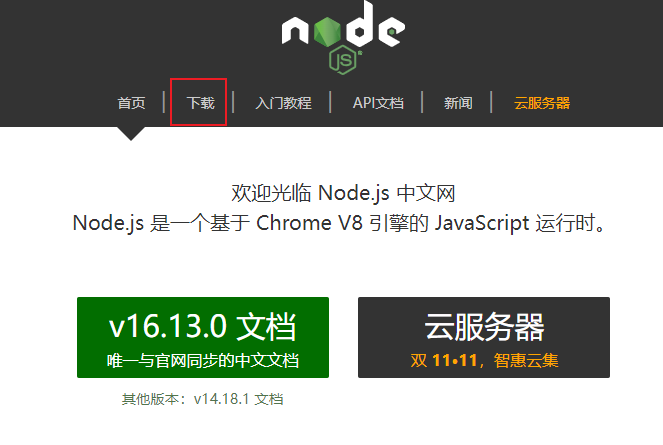 node
JS
首页 下载 入门教程 API文档 新闻 云服务器
欢迎光临 Node.js 中文网
Node.js 是一个基于 Chrome V8 引擎的 JavaScript 运行时。
v16.13.0 文档
唯一与官网同步的中文文档
云服务器
双 11•11，智惠云集
其他版本：v14.18.1 文档